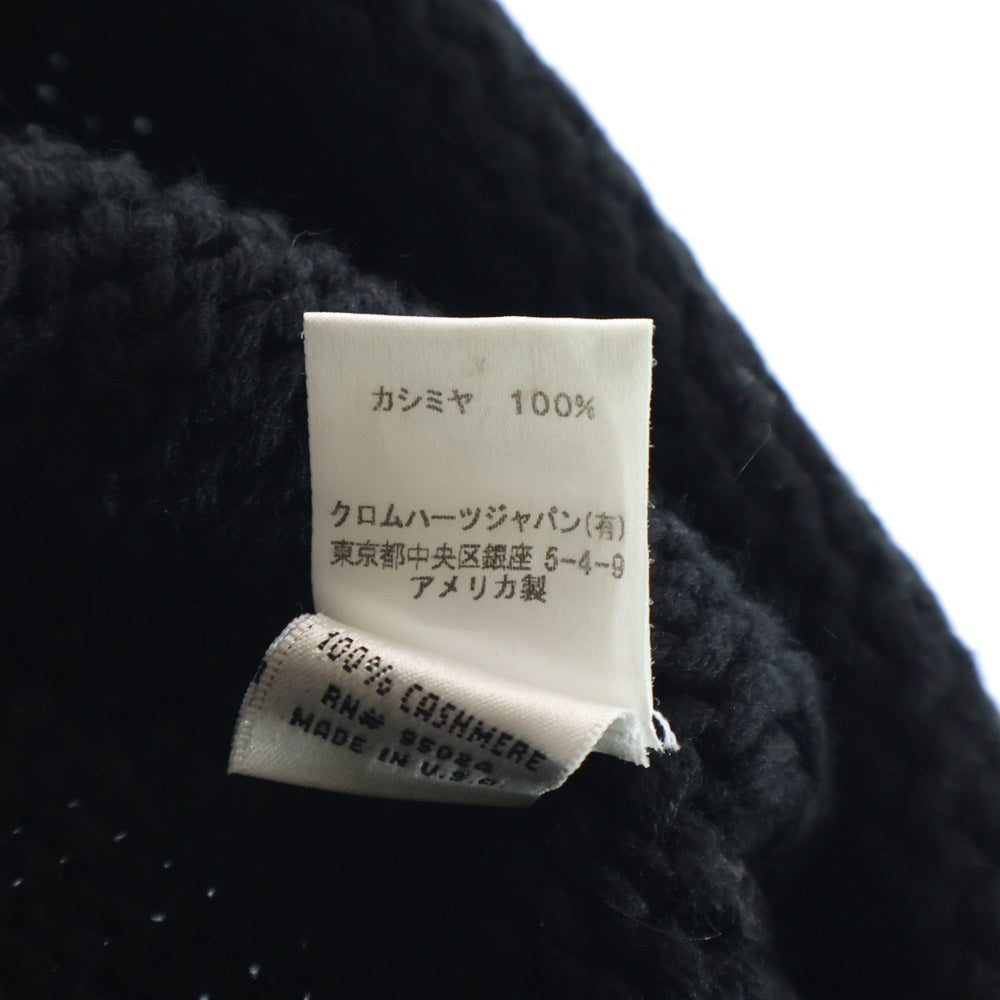 カシミヤ 100%
クロムハーツジャパン(有)
東京都中央区銀座 5-4-9
アメリカ製
100% CASHMERE
RN# 95024
MADE IN U.S.A.